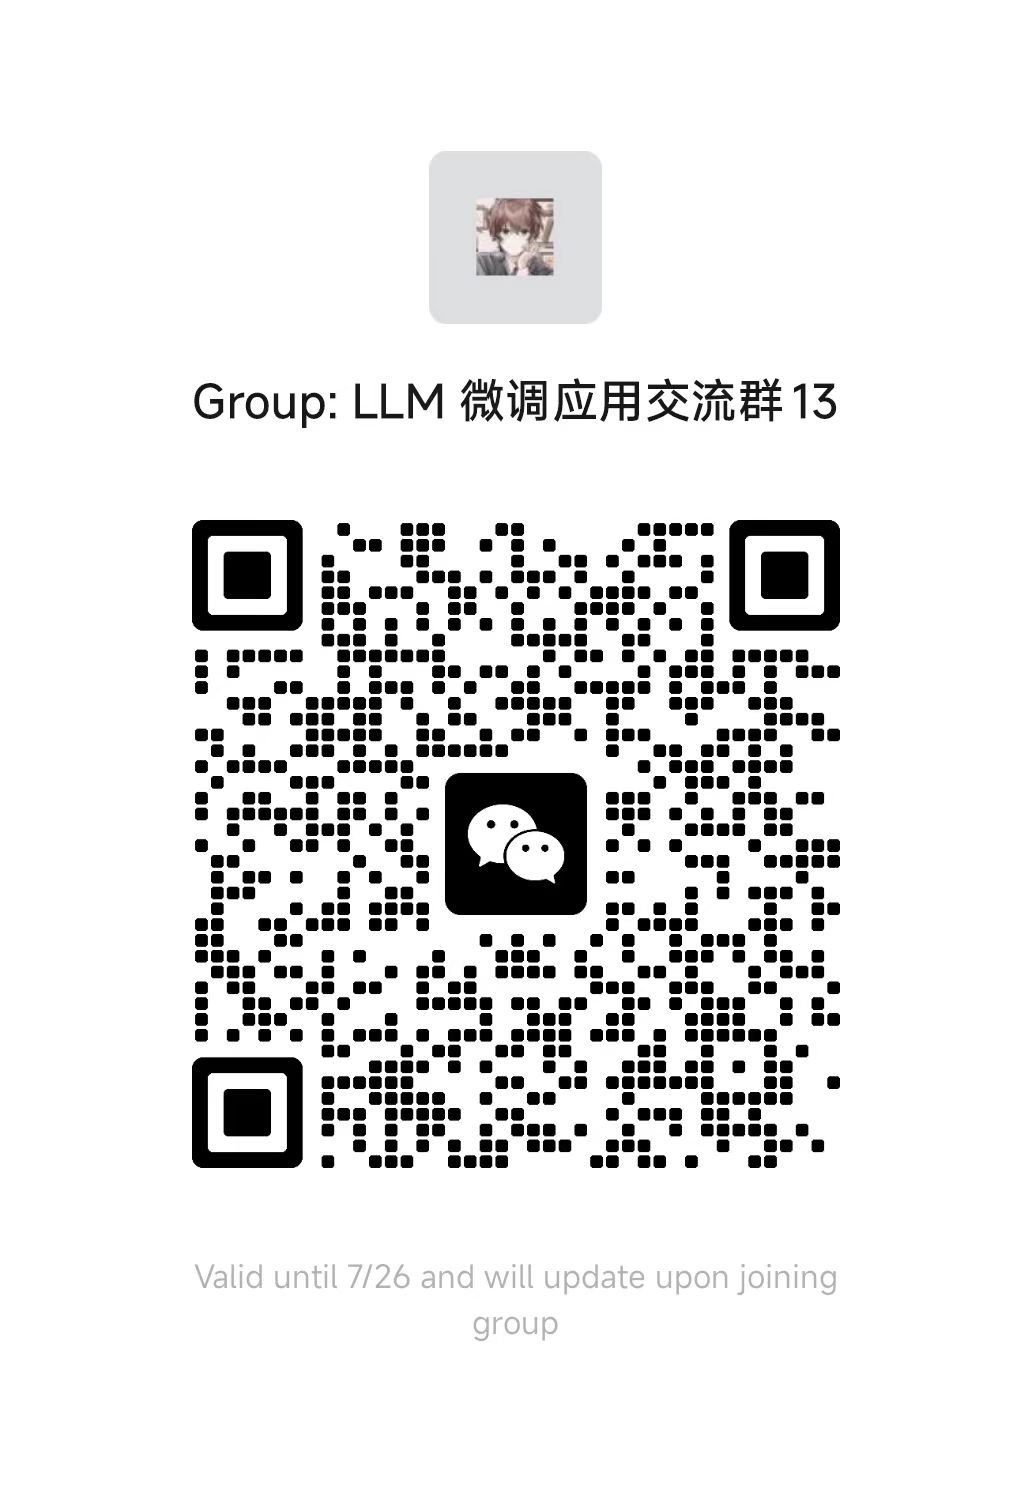 Group: LLM 微调应用交流群13
Valid until 7/26 and will update upon joining
group